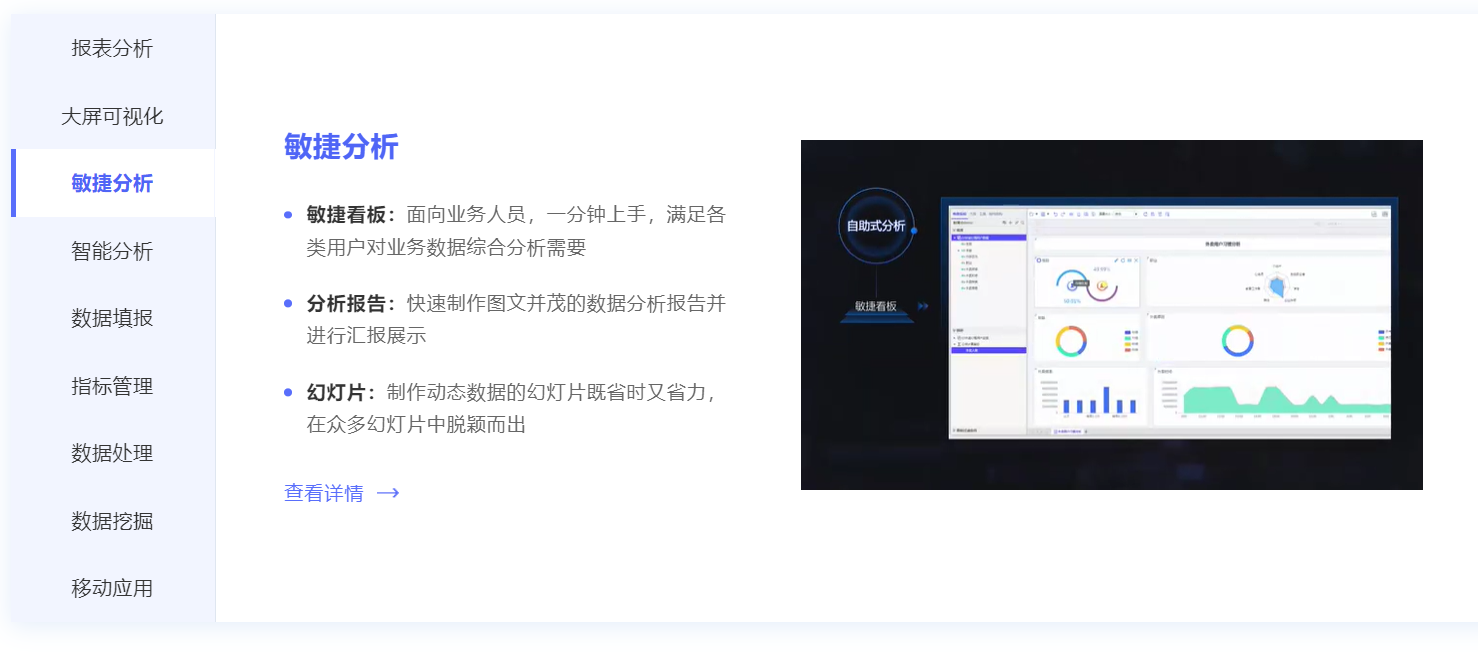 报表分析
大屏可视化
敏捷分析
智能分析
数据填报
指标管理
数据处理
数据挖掘
移动应用
敏捷分析
敏捷看板：面向业务人员，一分钟上手，满足各
类用户对业务数据综合分析需要
分析报告：快速制作图文并茂的数据分析报告并
进行汇报展示
幻灯片：制作动态数据的幻灯片既省时又省力，
在众多幻灯片中脱颖而出
查看详情
自助式分析
敏捷看板